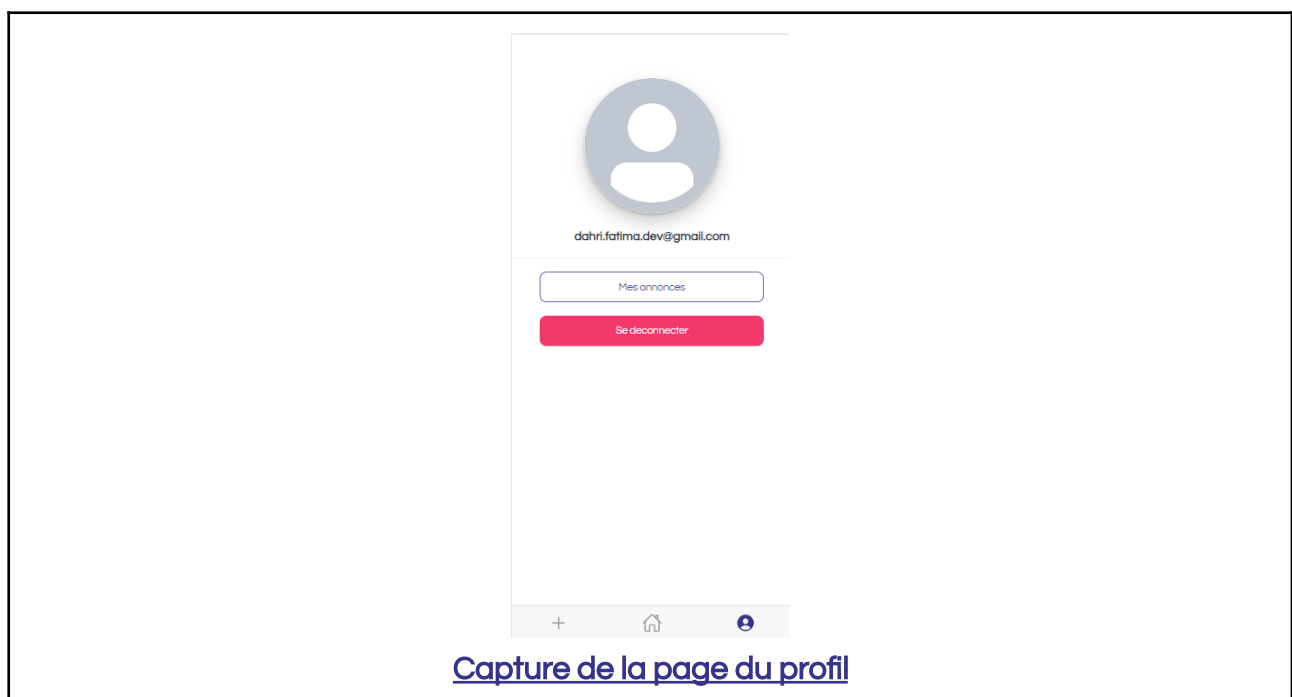 dahri.fatima.dev@gmail.com
Mes annonces
Se deconnecter
Capture de la page du profil